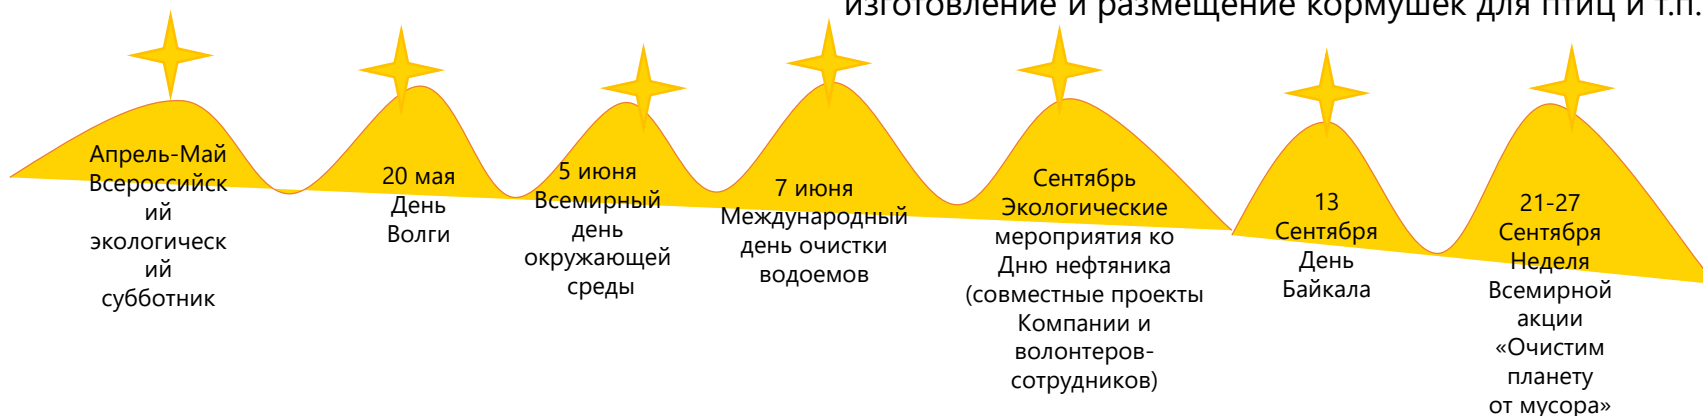 изготовление и размещение кормушек для птиц и т.п.
Апрель-Май
Всероссийск
ий
экологическ
ий
субботник
20 мая
День
Волги
5 июня
Всемирный
день
окружающей
среды
7 июня
Международный
день очистки
водоемов
Сентябрь
Экологические
мероприятия ко
Дню нефтяника
(совместные проекты
Компании и
волонтеров-
сотрудников)
13
Сентября
День
Байкала
21-27
Сентября
Неделя
Всемирной
акции
«Очистим
планету
от мусора»